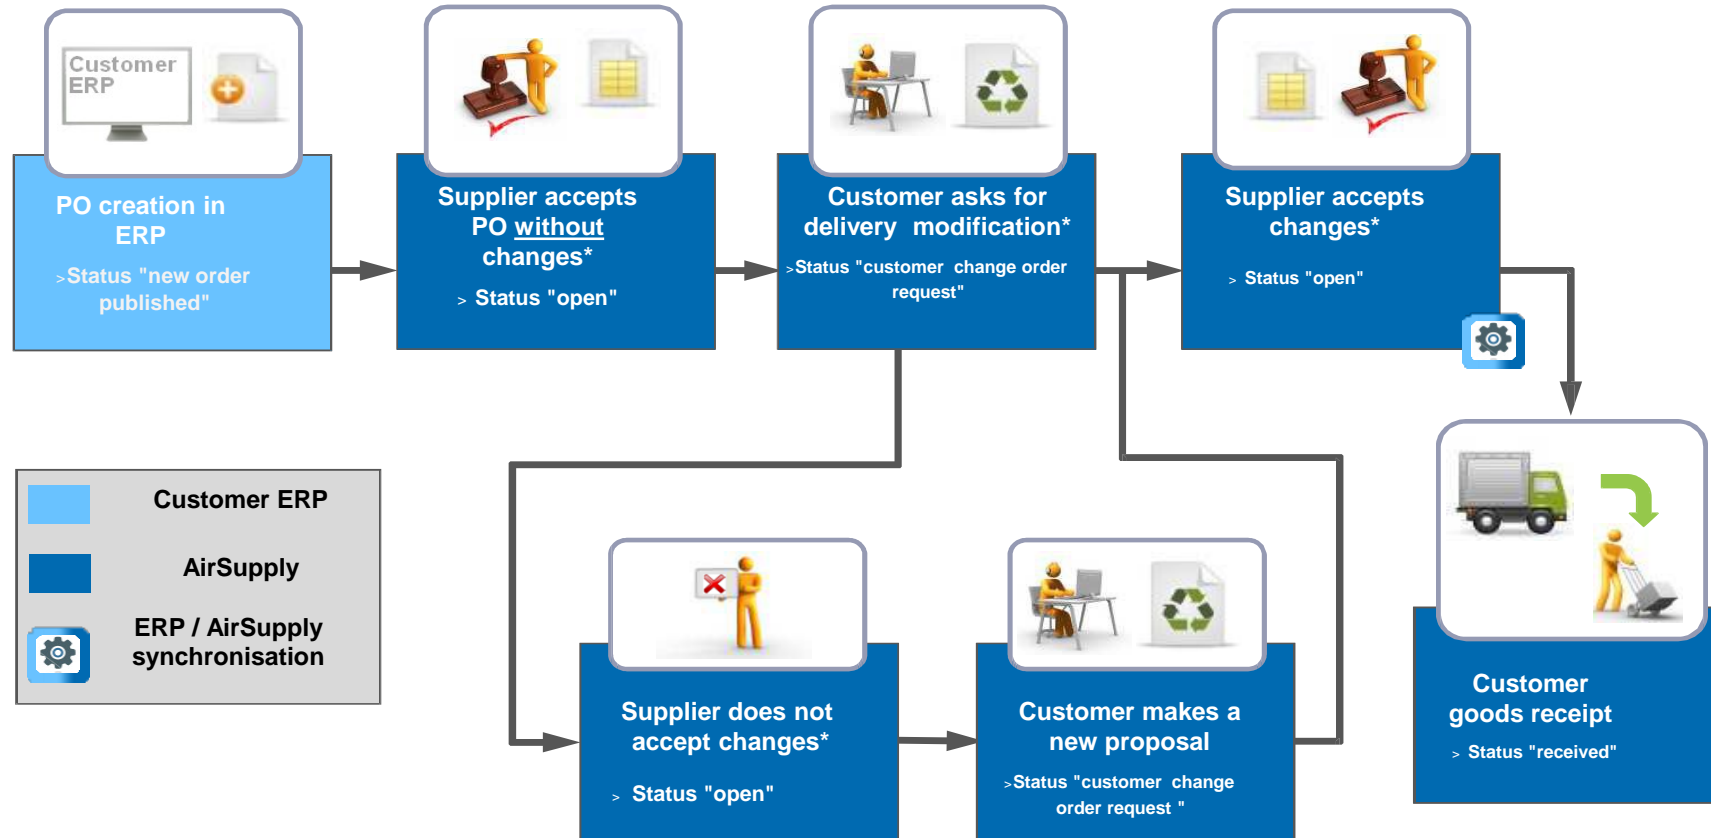 Customer
ERP
PO creation in
ERP
>Status "new order
published"
Supplier accepts
PO without
changes*
> Status "open"
Customer asks for
delivery modification*
>Status "customer change order
request"
Supplier accepts
changes*
> Status "open"
Customer ERP
AirSupply
ERP / AirSupply
synchronisation
Supplier does not
accept changes*
> Status "open"
Customer makes a
new proposal
>Status "customer change
order request "
Customer
goods receipt
> Status "received"